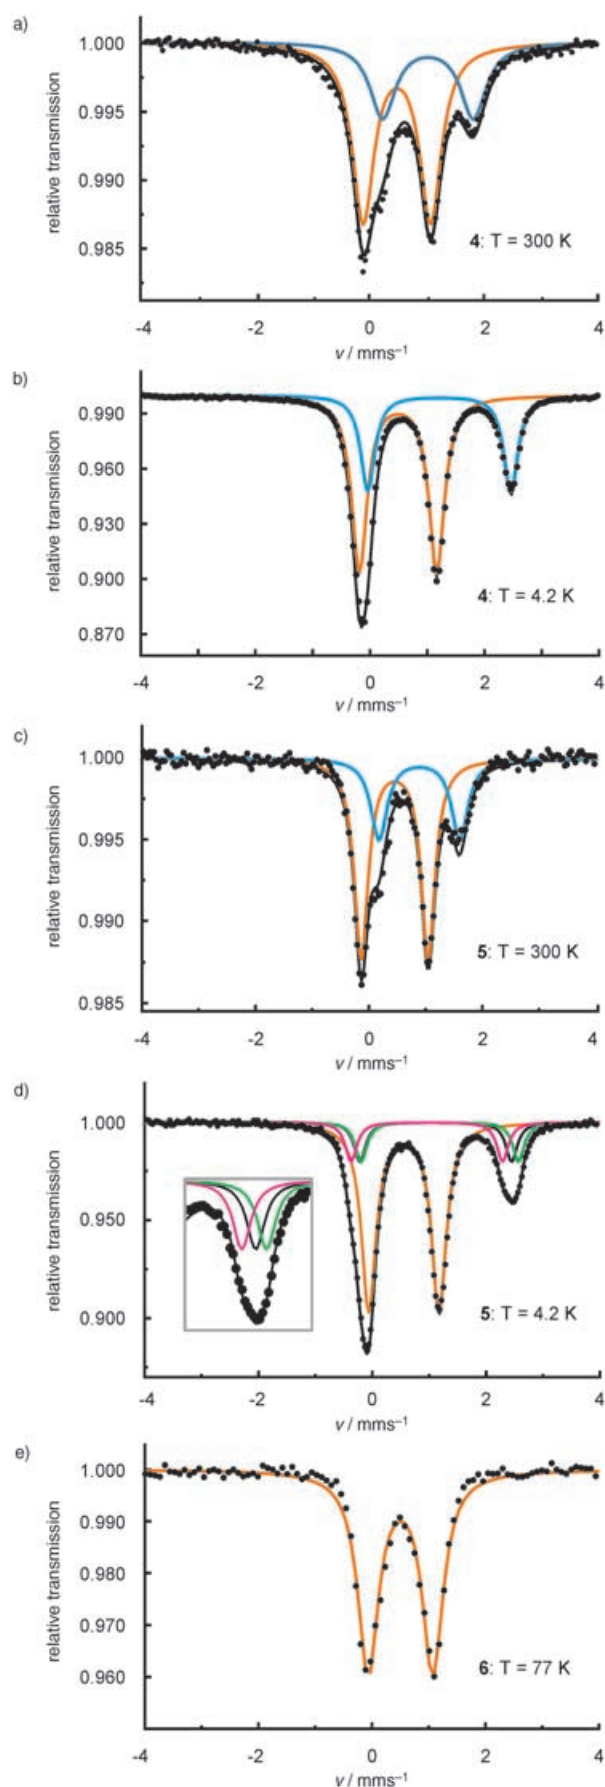 a)
1.000
0.995
0.990
0.985
relative transmission
4: T = 300 K
-4 -2 0 2 4
v / mms⁻¹
b)
0.990
0.960
0.930
0.900
0.870
relative transmission
4: T = 4.2 K
-4 -2 0 2 4
v / mms⁻¹
c)
1.000
0.995
0.990
0.985
relative transmission
5: T = 300 K
-4 -2 0 2 4
v / mms⁻¹
d)
1.000
0.950
0.900
relative transmission
5: T = 4.2 K
-4 -2 0 2 4
v / mms⁻¹
e)
1.000
0.990
0.980
0.970
0.960
relative transmission
6: T = 77 K
-4 -2 0 2 4
v / mms⁻¹